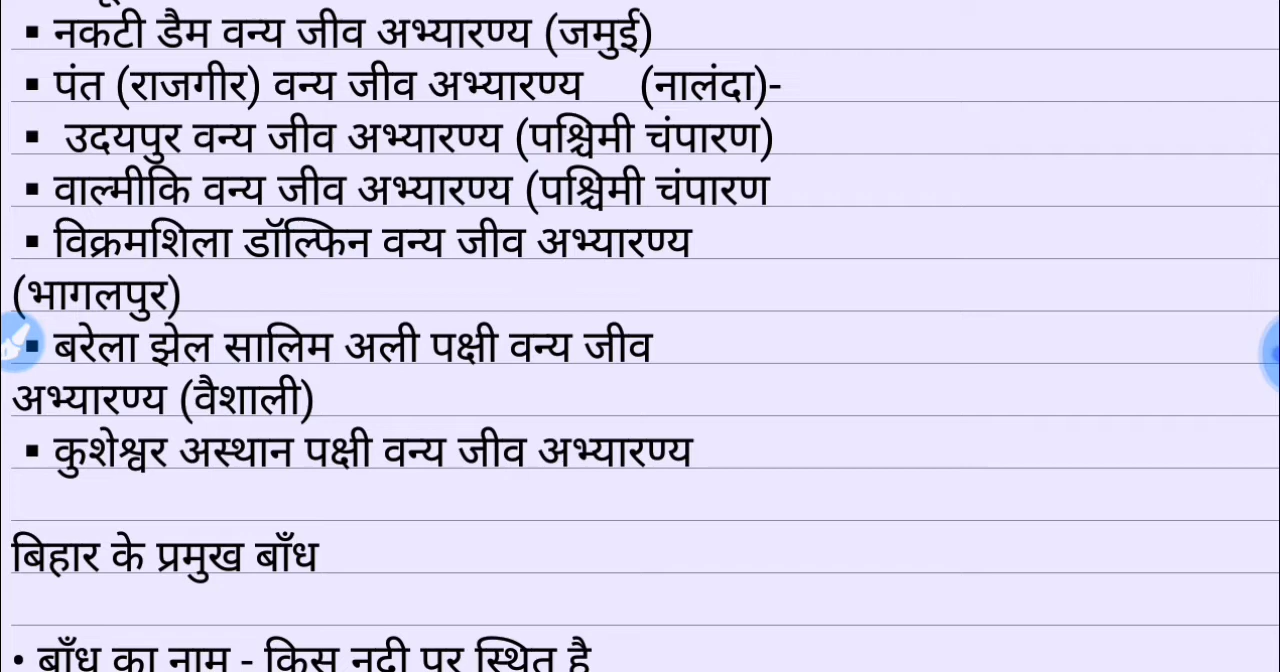 ▪ नकटी डैम वन्य जीव अभ्यारण्य (जमुई)
▪ पंत (राजगीर) वन्य जीव अभ्यारण्य (नालंदा)-
▪ उदयपुर वन्य जीव अभ्यारण्य (पश्चिमी चंपारण)
▪ वाल्मीकि वन्य जीव अभ्यारण्य (पश्चिमी चंपारण
▪ विक्रमशिला डॉल्फिन वन्य जीव अभ्यारण्य
(भागलपुर)
▪ बरेला झेल सालिम अली पक्षी वन्य जीव
अभ्यारण्य (वैशाली)
▪ कुशेश्वर अस्थान पक्षी वन्य जीव अभ्यारण्य
बिहार के प्रमुख बाँध
• बाँध का नाम - किस नदी पर स्थित है